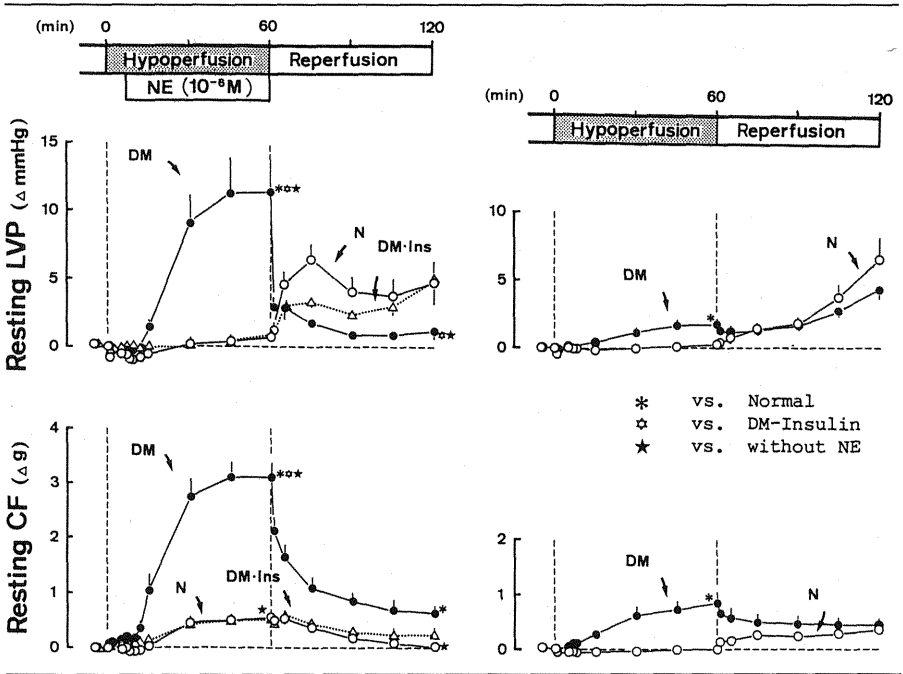 (min) 0 60 120
Hypoperfusion Reperfusion
NE (10⁻⁶M)
Resting LVP (Δ mmHg)
15
10
5
0
DM
*✡★
N
DM·Ins
✡★
Resting CF (Δ g)
4
3
2
1
0
DM
*✡★
N
★
DM·Ins
*
★
(min) 0 60 120
Hypoperfusion Reperfusion
10
5
0
DM
*
N
* vs. Normal
✡ vs. DM-Insulin
★ vs. without NE
2
1
0
DM
*
N